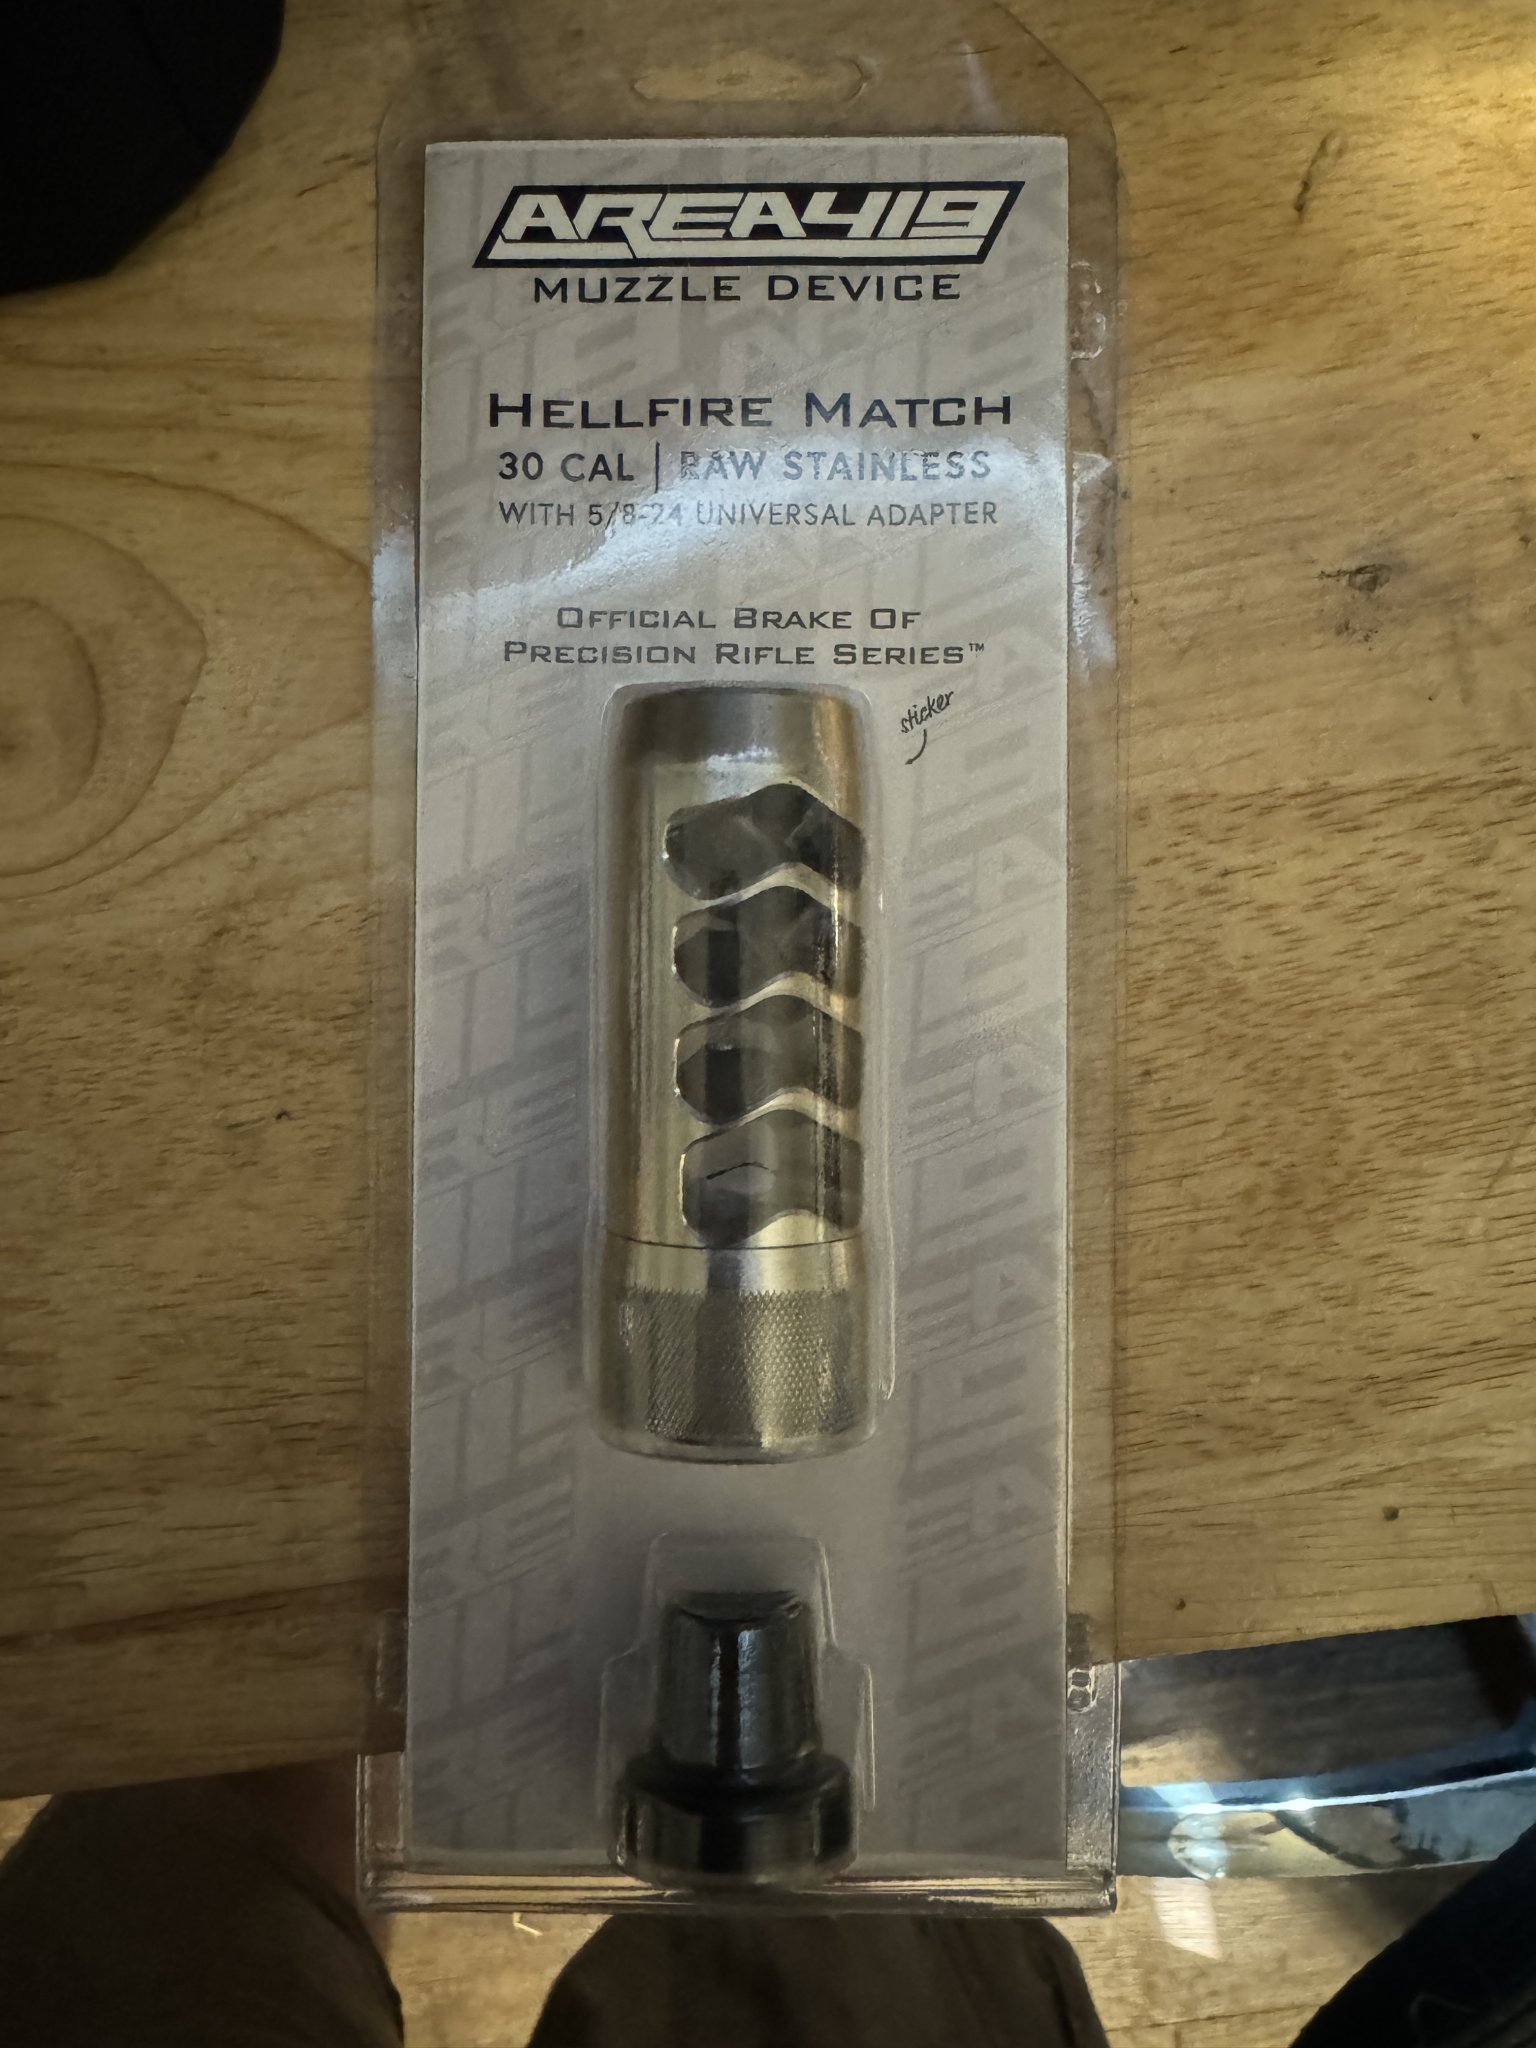 AREA419
MUZZLE DEVICE
HELLFIRE MATCH
30 CAL | RAW STAINLESS
WITH 5/8-24 UNIVERSAL ADAPTER
OFFICIAL BRAKE OF
PRECISION RIFLE SERIES™
sticker